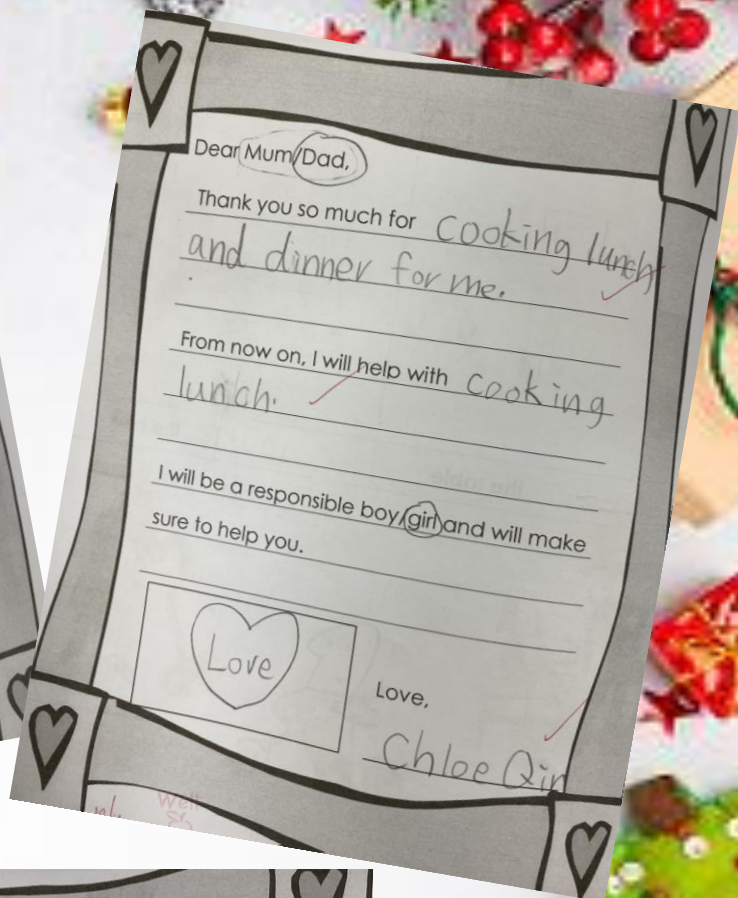 Dear Mum/Dad,
Thank you so much for cooking lunch
and dinner for me.
From now on, I will help with cooking
lunch.
I will be a responsible boy/girl and will make
sure to help you.
Love
Love,
Chloe Qin
Well